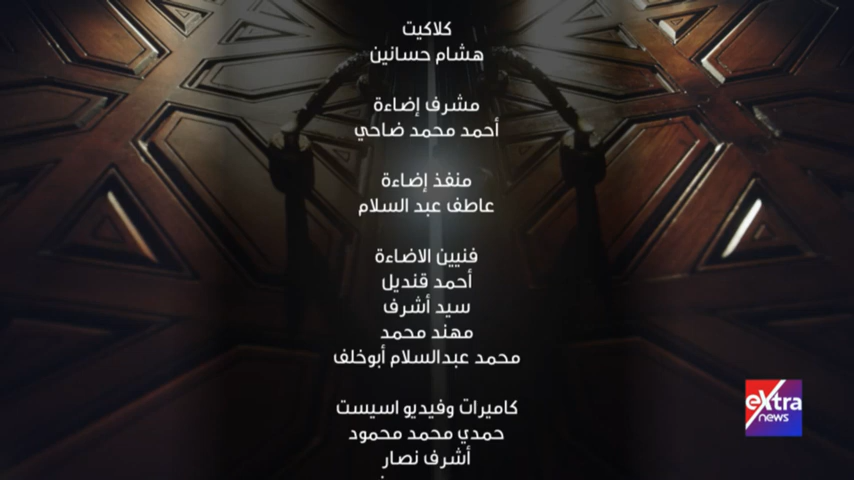 كلاكيت
هشام حسانين
مشرف إضاءة
أحمد محمد ضاحي
منفذ إضاءة
عاطف عبد السلام
فنيين الاضاءة
أحمد قنديل
سيد أشرف
مهند محمد
محمد عبدالسلام أبوخلف
كاميرات وفيديو اسيست
حمدي محمد محمود
أشرف نصار
eXtra
news